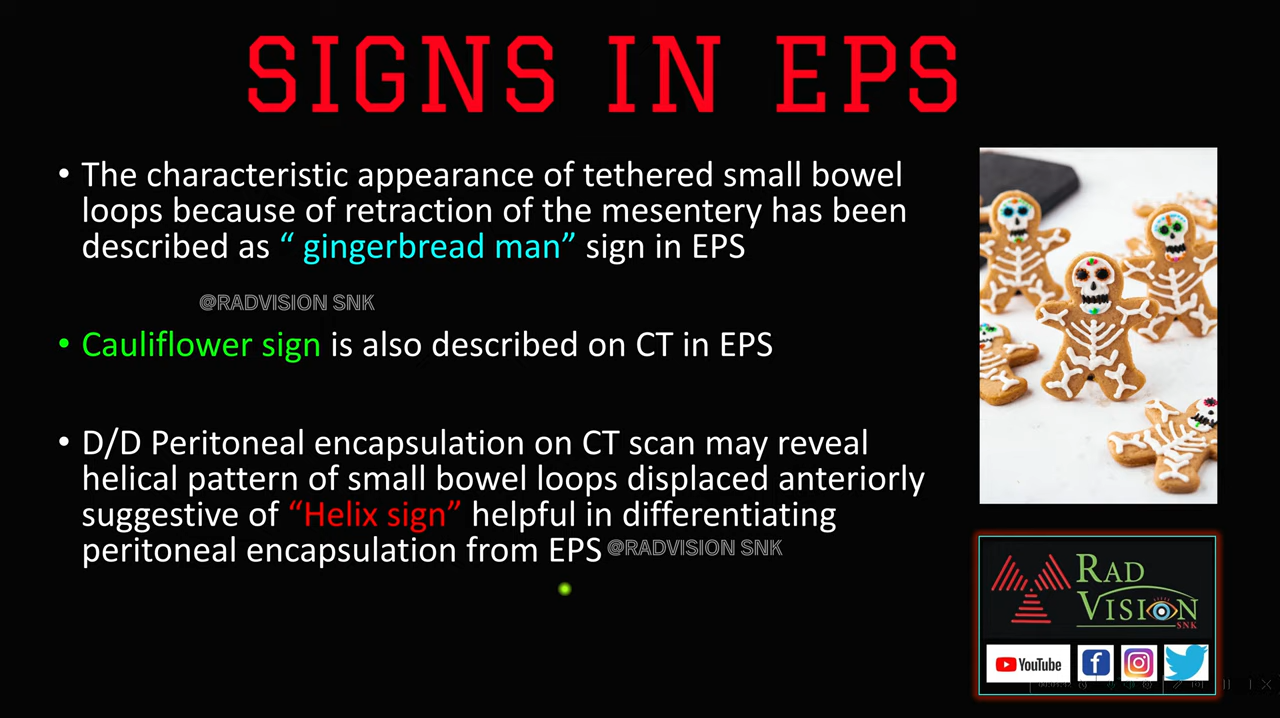 SIGNS IN EPS
• The characteristic appearance of tethered small bowel
loops because of retraction of the mesentery has been
described as “ gingerbread man” sign in EPS
@RADVISION SNK
• Cauliflower sign is also described on CT in EPS
• D/D Peritoneal encapsulation on CT scan may reveal
helical pattern of small bowel loops displaced anteriorly
suggestive of “Helix sign” helpful in differentiating
peritoneal encapsulation from EPS @RADVISION SNK
RAD
VISION
SNK
YouTube